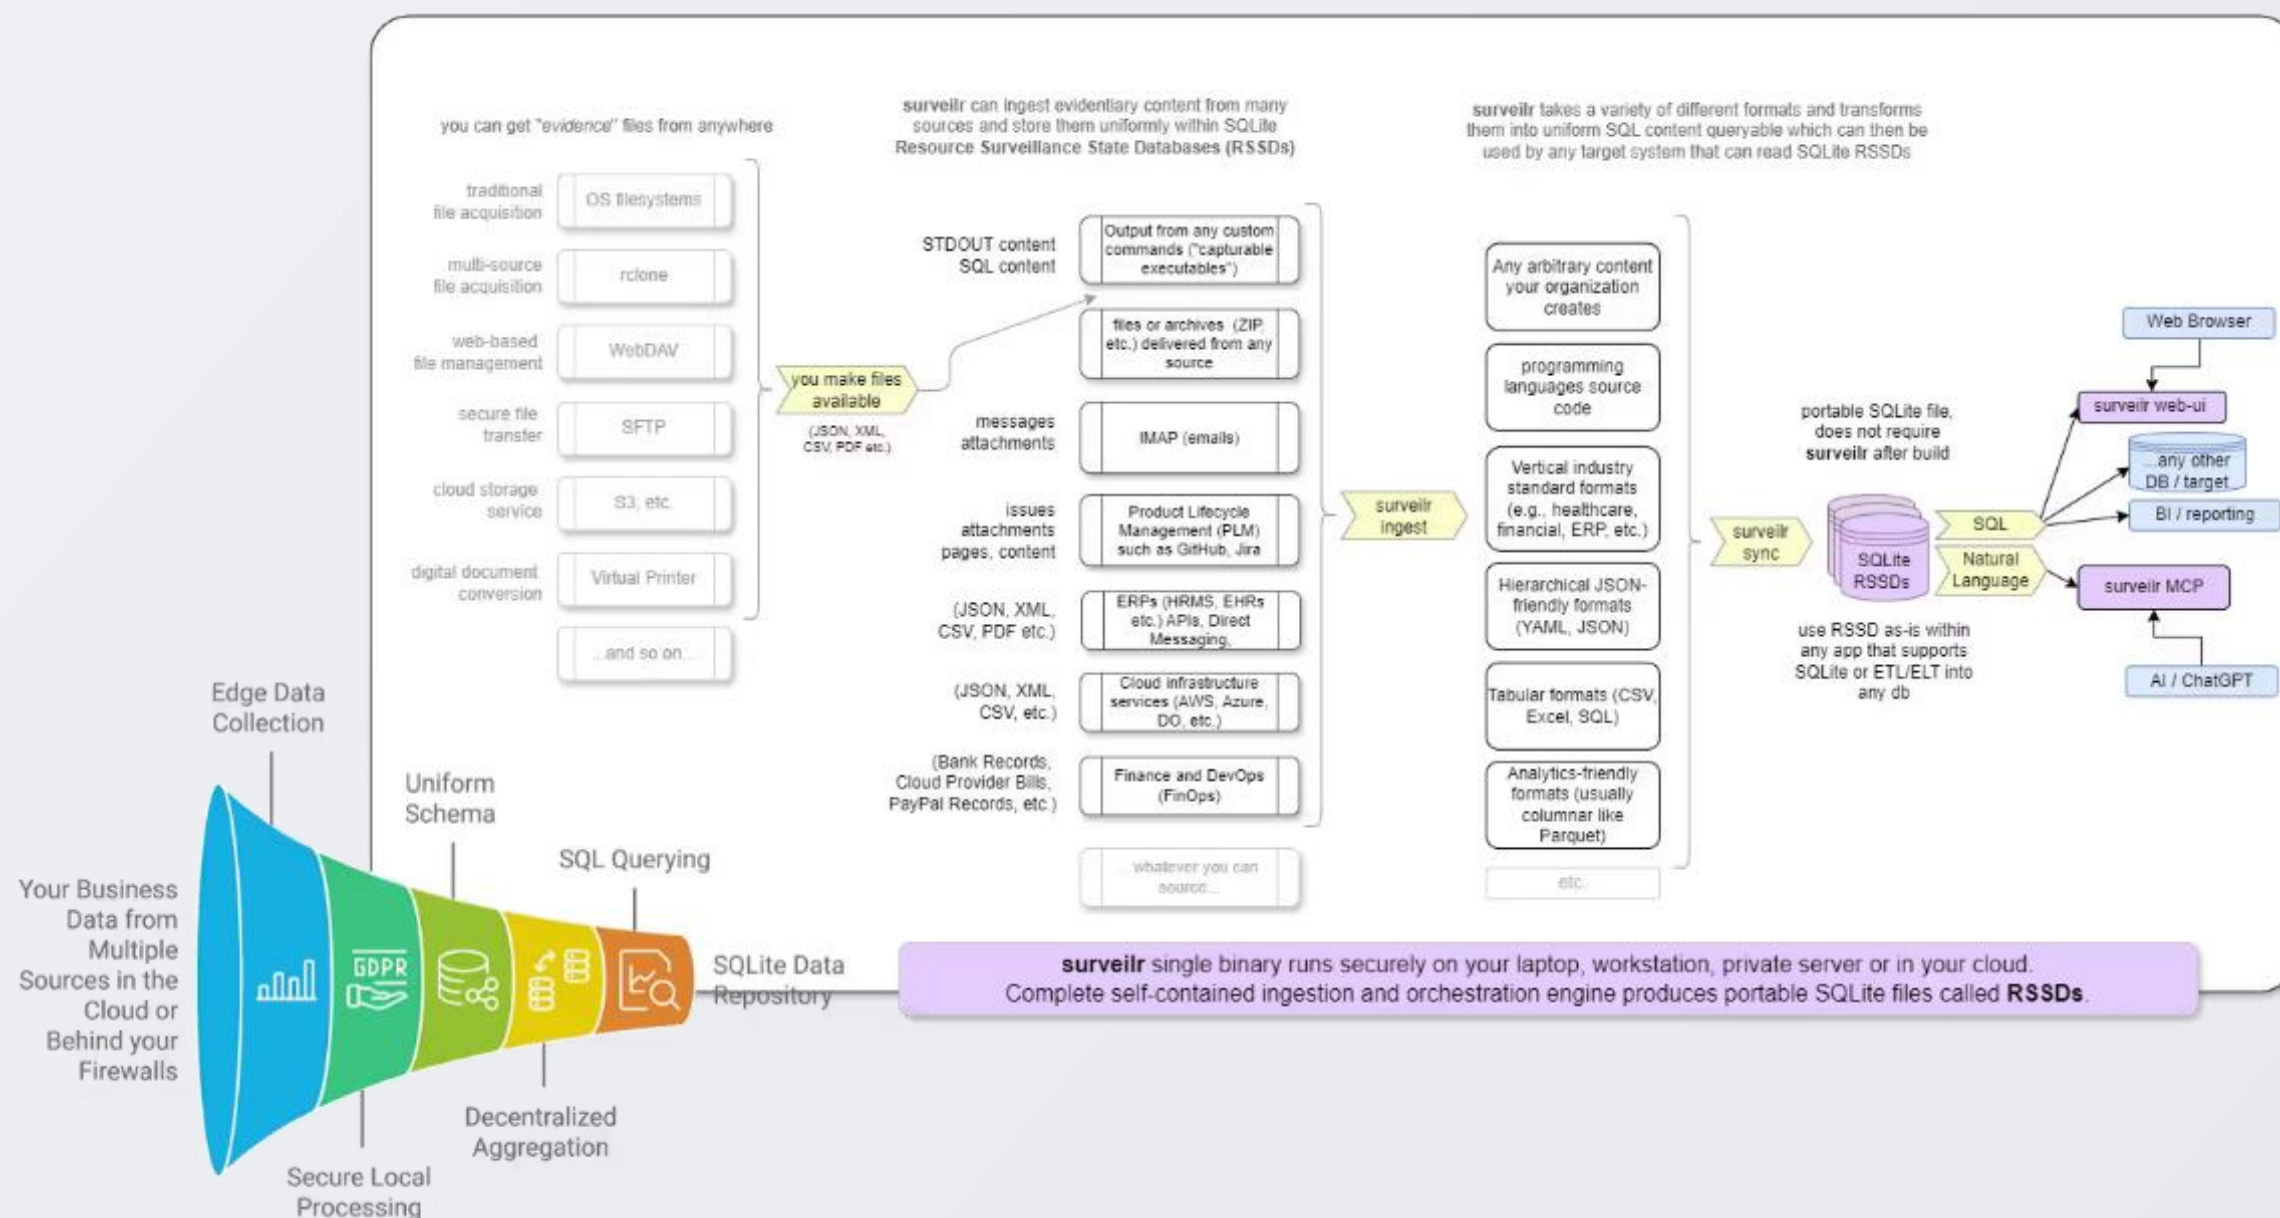 you can get "evidence" files from anywhere
traditional
file acquisition
OS filesystems
multi-source
file acquisition
rclone
web-based
file management
WebDAV
secure file
transfer
SFTP
cloud storage
service
S3, etc.
digital document
conversion
Virtual Printer
...and so on...
you make files
available
(JSON, XML,
CSV, PDF etc.)
surveilr can ingest evidentiary content from many
sources and store them uniformly within SQLite
Resource Surveillance State Databases (RSSDs)
STDOUT content
SQL content
Output from any custom
commands ("capturable
executables")
files or archives (ZIP,
etc.) delivered from any
source
messages
attachments
IMAP (emails)
issues
attachments
pages, content
Product Lifecycle
Management (PLM)
such as GitHub, Jira
(JSON, XML,
CSV, PDF etc.)
ERPs (HRMS, EHRs
etc.) APIs, Direct
Messaging,
(JSON, XML,
CSV, etc.)
Cloud infrastructure
services (AWS, Azure,
DO, etc.)
(Bank Records,
Cloud Provider Bills,
PayPal Records, etc.)
Finance and DevOps
(FinOps)
...whatever you can
source...
surveilr
ingest
surveilr takes a variety of different formats and transforms
them into uniform SQL content queryable which can then be
used by any target system that can read SQLite RSSDs
Any arbitrary content
your organization
creates
programming
languages source
code
Vertical industry
standard formats
(e.g., healthcare,
financial, ERP, etc.)
Hierarchical JSON-
friendly formats
(YAML, JSON)
Tabular formats (CSV,
Excel, SQL)
Analytics-friendly
formats (usually
columnar like
Parquet)
etc.
surveilr
sync
portable SQLite file,
does not require
surveilr after build
SQLite
RSSDs
use RSSD as-is within
any app that supports
SQLite or ETL/ELT into
any db
SQL
Natural
Language
Web Browser
surveilr web-ui
...any other
DB / target
BI / reporting
surveilr MCP
AI / ChatGPT
surveilr single binary runs securely on your laptop, workstation, private server or in your cloud.
Complete self-contained ingestion and orchestration engine produces portable SQLite files called RSSDs.
Your Business
Data from
Multiple
Sources in the
Cloud or
Behind your
Firewalls
Edge Data
Collection
GDPR
Secure Local
Processing
Uniform
Schema
Decentralized
Aggregation
SQL Querying
SQLite Data
Repository